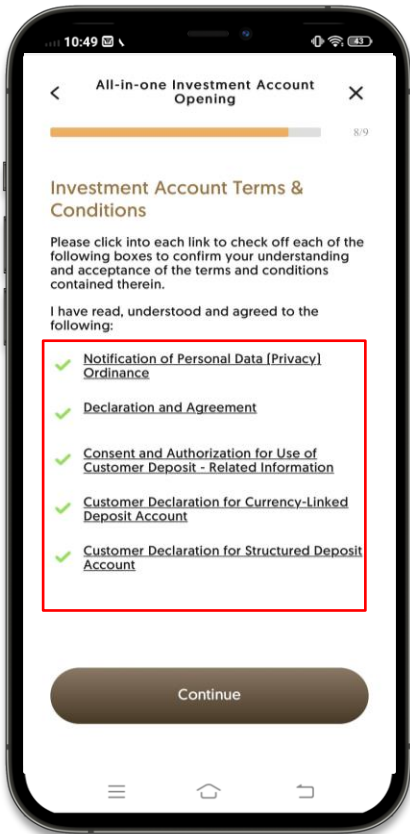 10:49
43
All-in-one Investment Account
Opening
8/9
Investment Account Terms &
Conditions
Please click into each link to check off each of the
following boxes to confirm your understanding
and acceptance of the terms and conditions
contained therein.
I have read, understood and agreed to the
following:
Notification of Personal Data (Privacy)
Ordinance
Declaration and Agreement
Consent and Authorization for Use of
Customer Deposit - Related Information
Customer Declaration for Currency-Linked
Deposit Account
Customer Declaration for Structured Deposit
Account
Continue